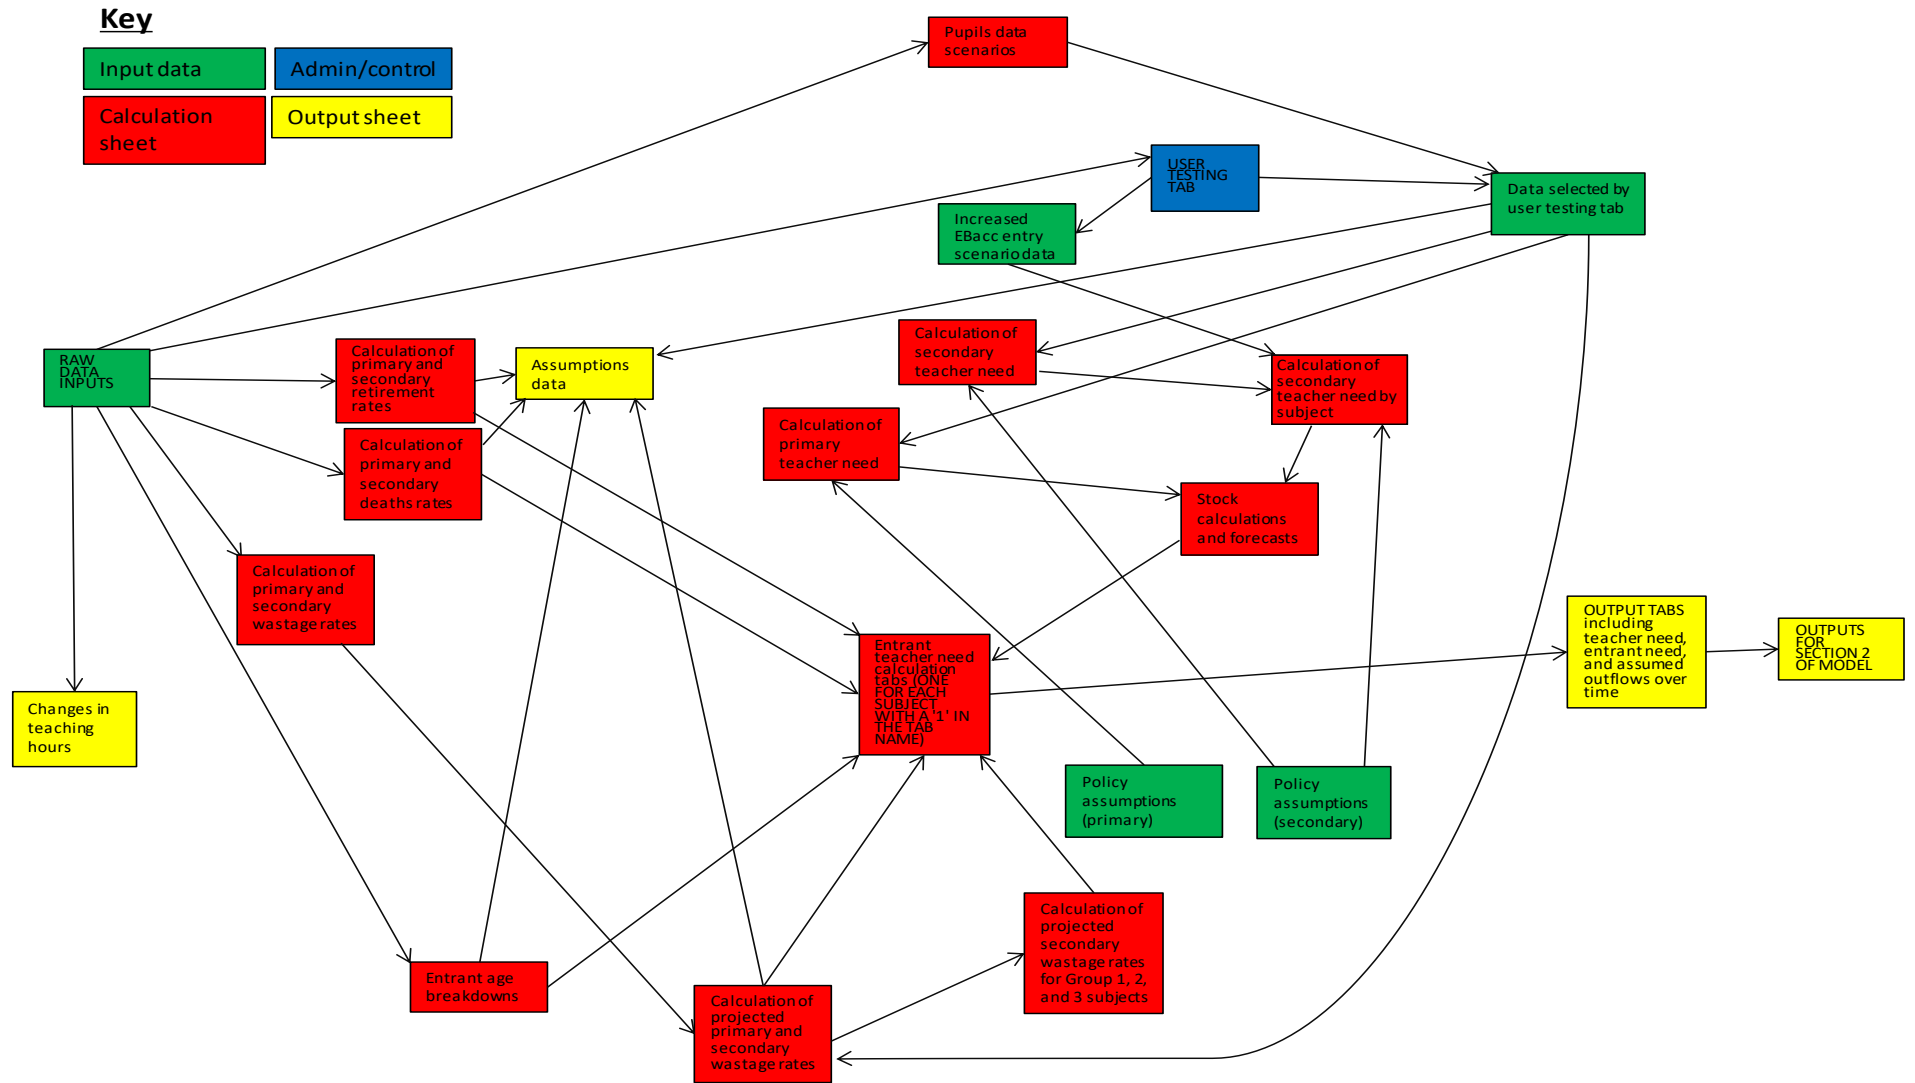 Key
Input data
Admin/control
Calculation
sheet
Output sheet
Pupils data
scenarios
USER
TESTING
TAB
Data selected by
user testing tab
Increased
EBacc entry
scenario data
RAW
DATA
INPUTS
Calculation of
primary and
secondary
retirement
rates
Assumptions
data
Calculation of
secondary
teacher need
Calculation of
secondary
teacher need by
subject
Calculation of
primary
teacher need
Calculation of
primary and
secondary
deaths rates
Stock
calculations
and forecasts
Calculation of
primary and
secondary
wastage rates
Entrant
teacher need
calculation
tabs (ONE
FOR EACH
SUBJECT
WITH A '1' IN
THE TAB
NAME)
OUTPUT TABS
including
teacher need,
entrant need,
and assumed
outflows over
time
OUTPUTS
FOR
SECTION 2
OF MODEL
Changes in
teaching
hours
Policy
assumptions
(primary)
Policy
assumptions
(secondary)
Entrant age
breakdowns
Calculation of
projected
primary and
secondary
wastage rates
Calculation of
projected
secondary
wastage rates
for Group 1, 2,
and 3 subjects